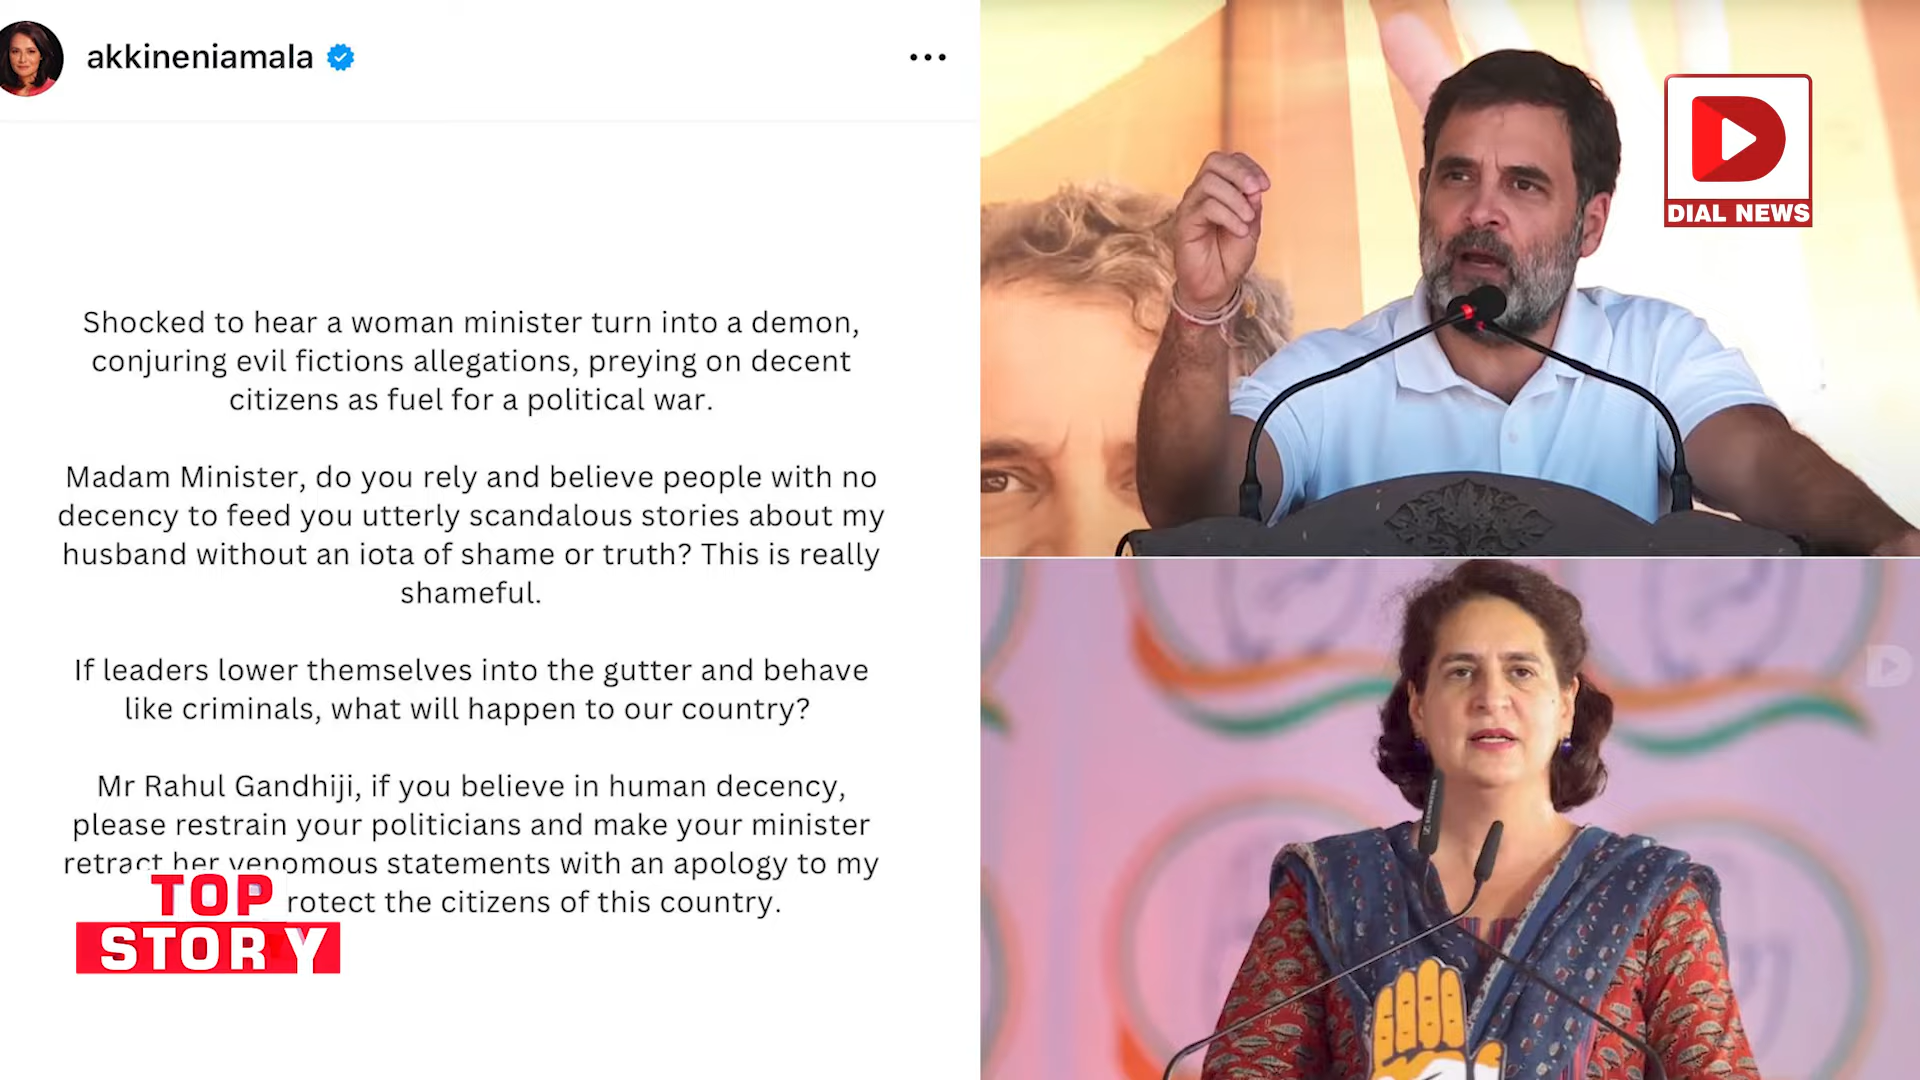 akkineniamala
Shocked to hear a woman minister turn into a demon,
conjuring evil fictions allegations, preying on decent
citizens as fuel for a political war.
Madam Minister, do you rely and believe people with no
decency to feed you utterly scandalous stories about my
husband without an iota of shame or truth? This is really
shameful.
If leaders lower themselves into the gutter and behave
like criminals, what will happen to our country?
Mr Rahul Gandhiji, if you believe in human decency,
please restrain your politicians and make your minister
retract her venomous statements with an apology to my
rotect the citizens of this country.
TOP
STORY
DIAL NEWS